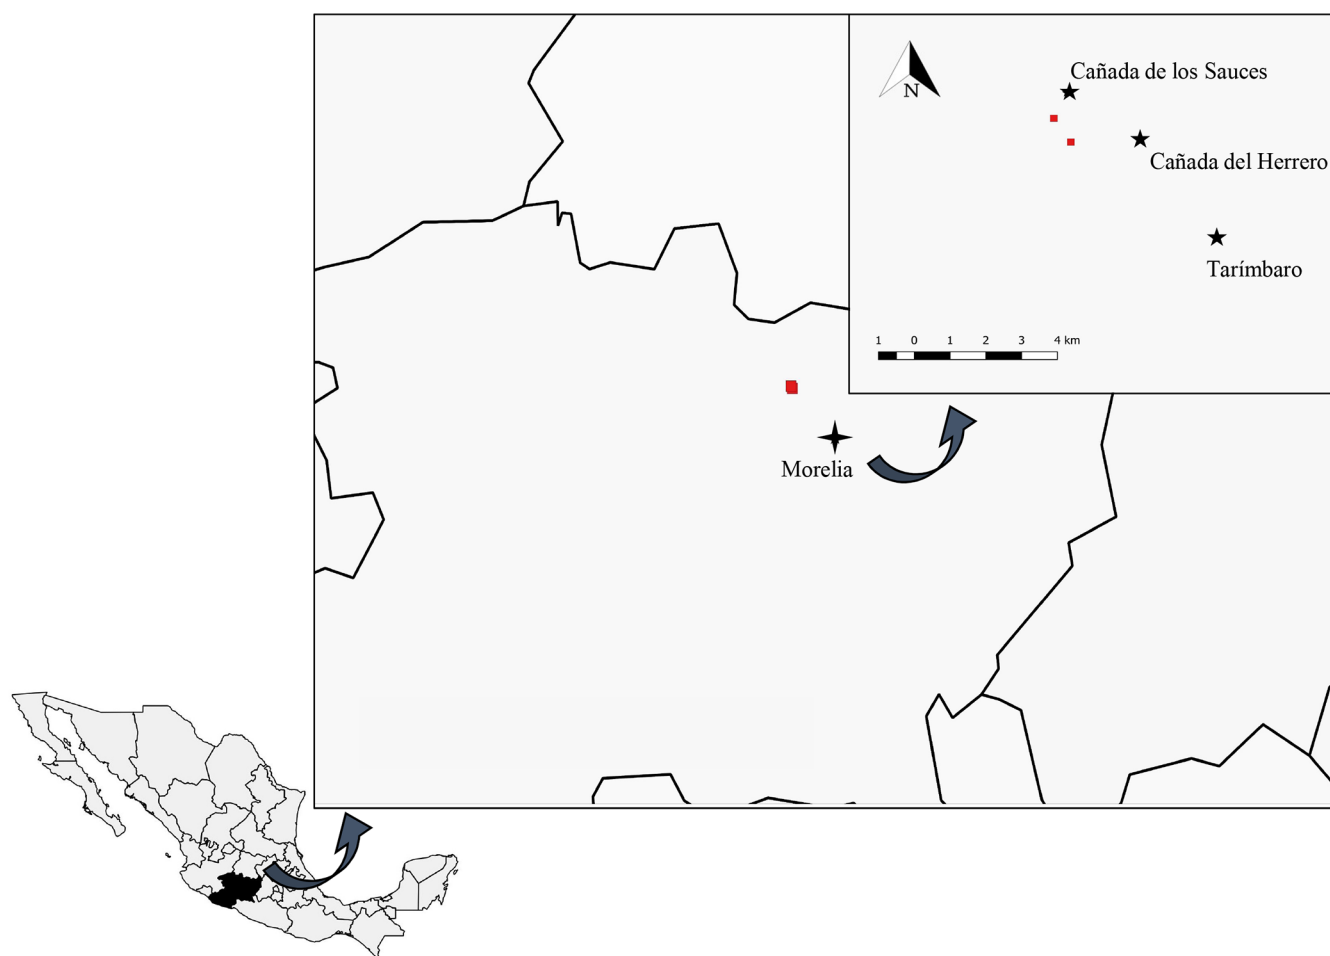 Cañada de los Sauces
N
Cañada del Herrero
Tarímbaro
1 0 1 2 3 4 km
Morelia